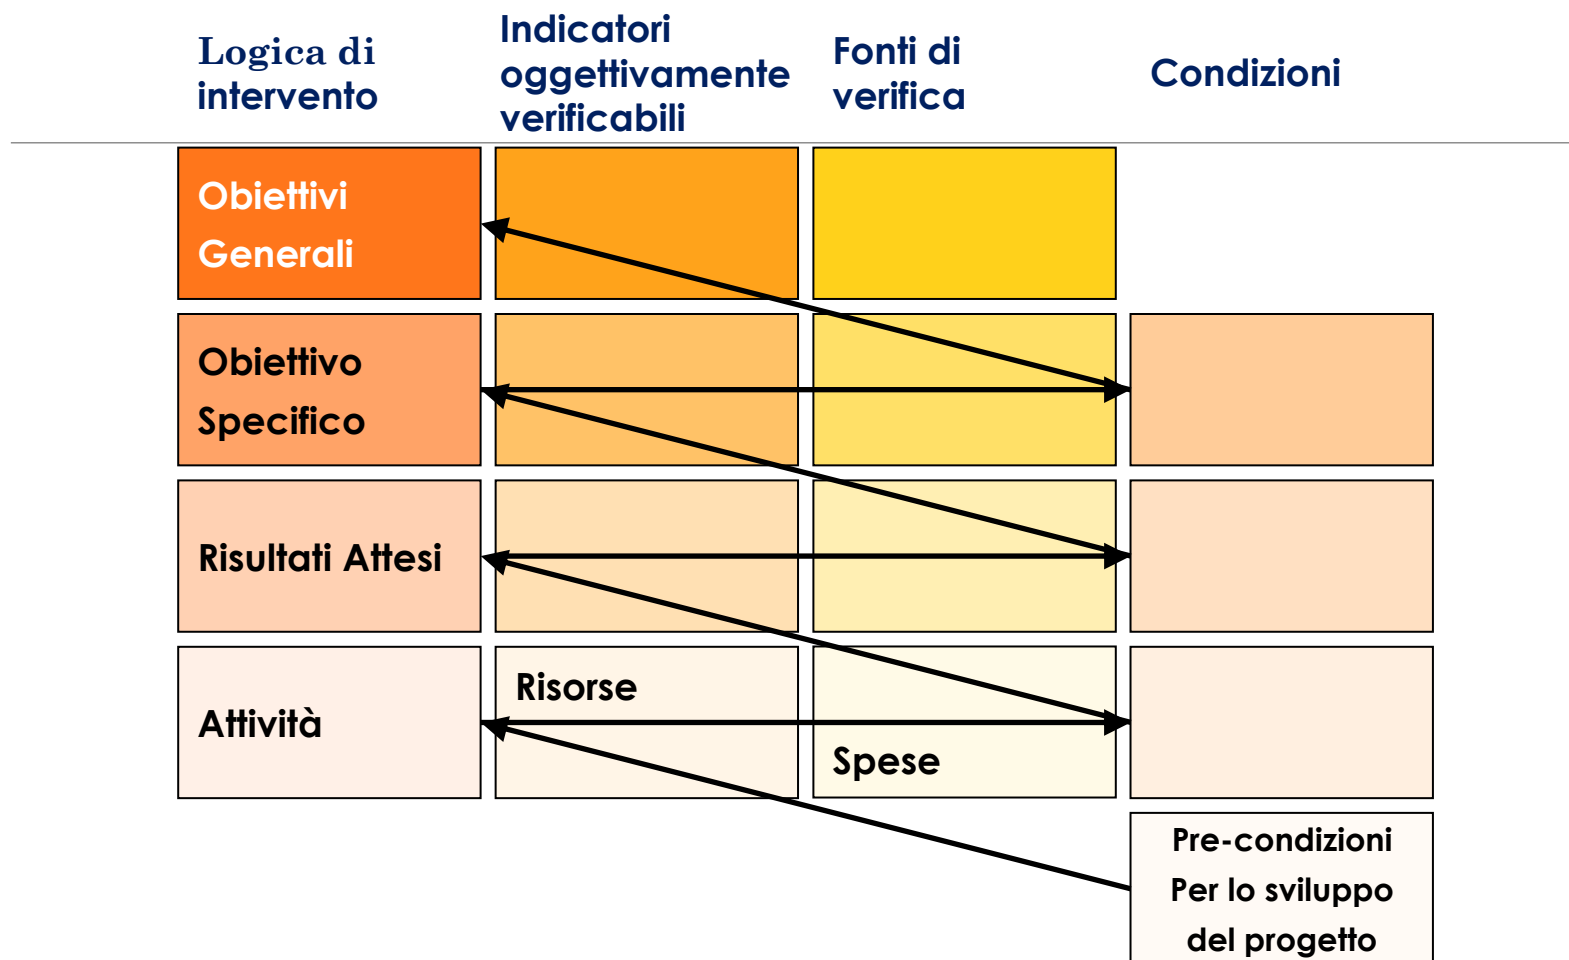 Logica di
intervento
Indicatori
oggettivamente
verificabili
Fonti di
verifica
Condizioni
Obiettivi
Generali
Obiettivo
Specifico
Risultati Attesi
Attività
Risorse
Spese
Pre-condizioni
Per lo sviluppo
del progetto